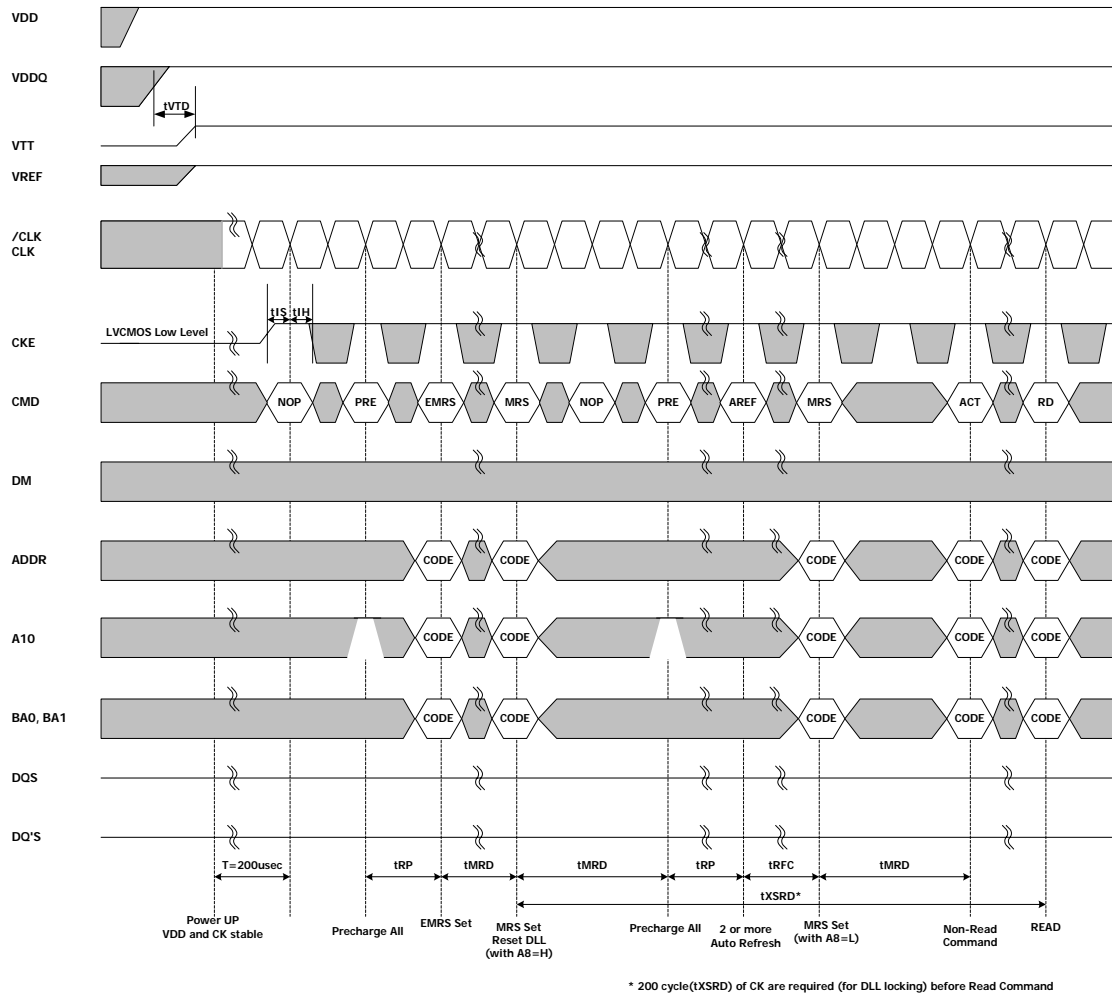 VDD
VDDQ
tVTD
VTT
VREF
/CLK
CLK
tIS tIH
LVCMOS Low Level
CKE
CMD NOP PRE EMRS MRS NOP PRE AREF MRS ACT RD
DM
ADDR CODE CODE CODE CODE CODE
A10 CODE CODE CODE CODE CODE
BA0, BA1 CODE CODE CODE CODE CODE
DQS
DQ'S
T=200usec tRP tMRD tMRD tRP tRFC tMRD
tXSRD*
Power UP
VDD and CK stable
Precharge All
EMRS Set
MRS Set
Reset DLL
(with A8=H)
Precharge All
2 or more
Auto Refresh
MRS Set
(with A8=L)
Non-Read
Command
READ
* 200 cycle(tXSRD) of CK are required (for DLL locking) before Read Command